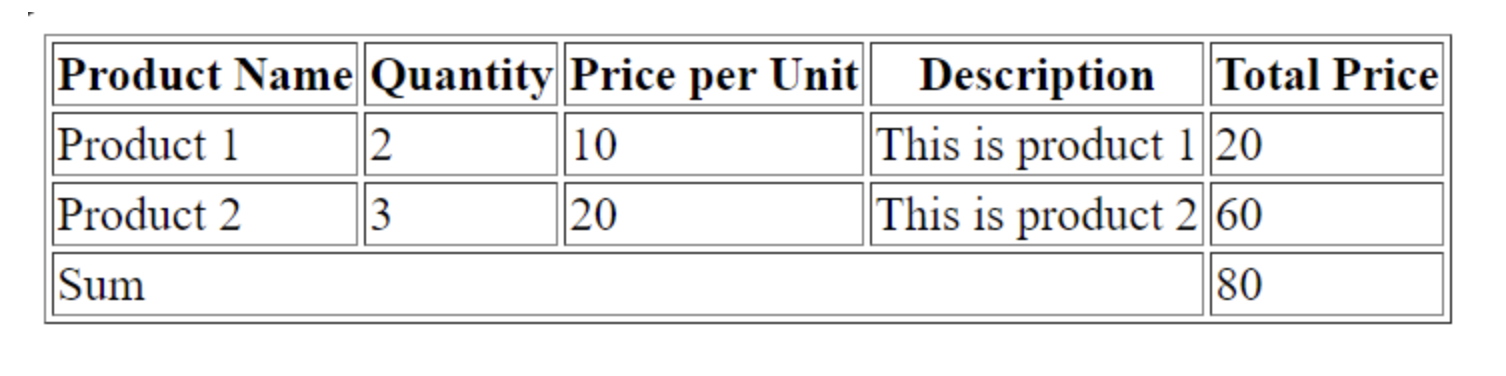 Product Name Quantity Price per Unit Description Total Price
Product 1 2 10 This is product 1 20
Product 2 3 20 This is product 2 60
Sum 80